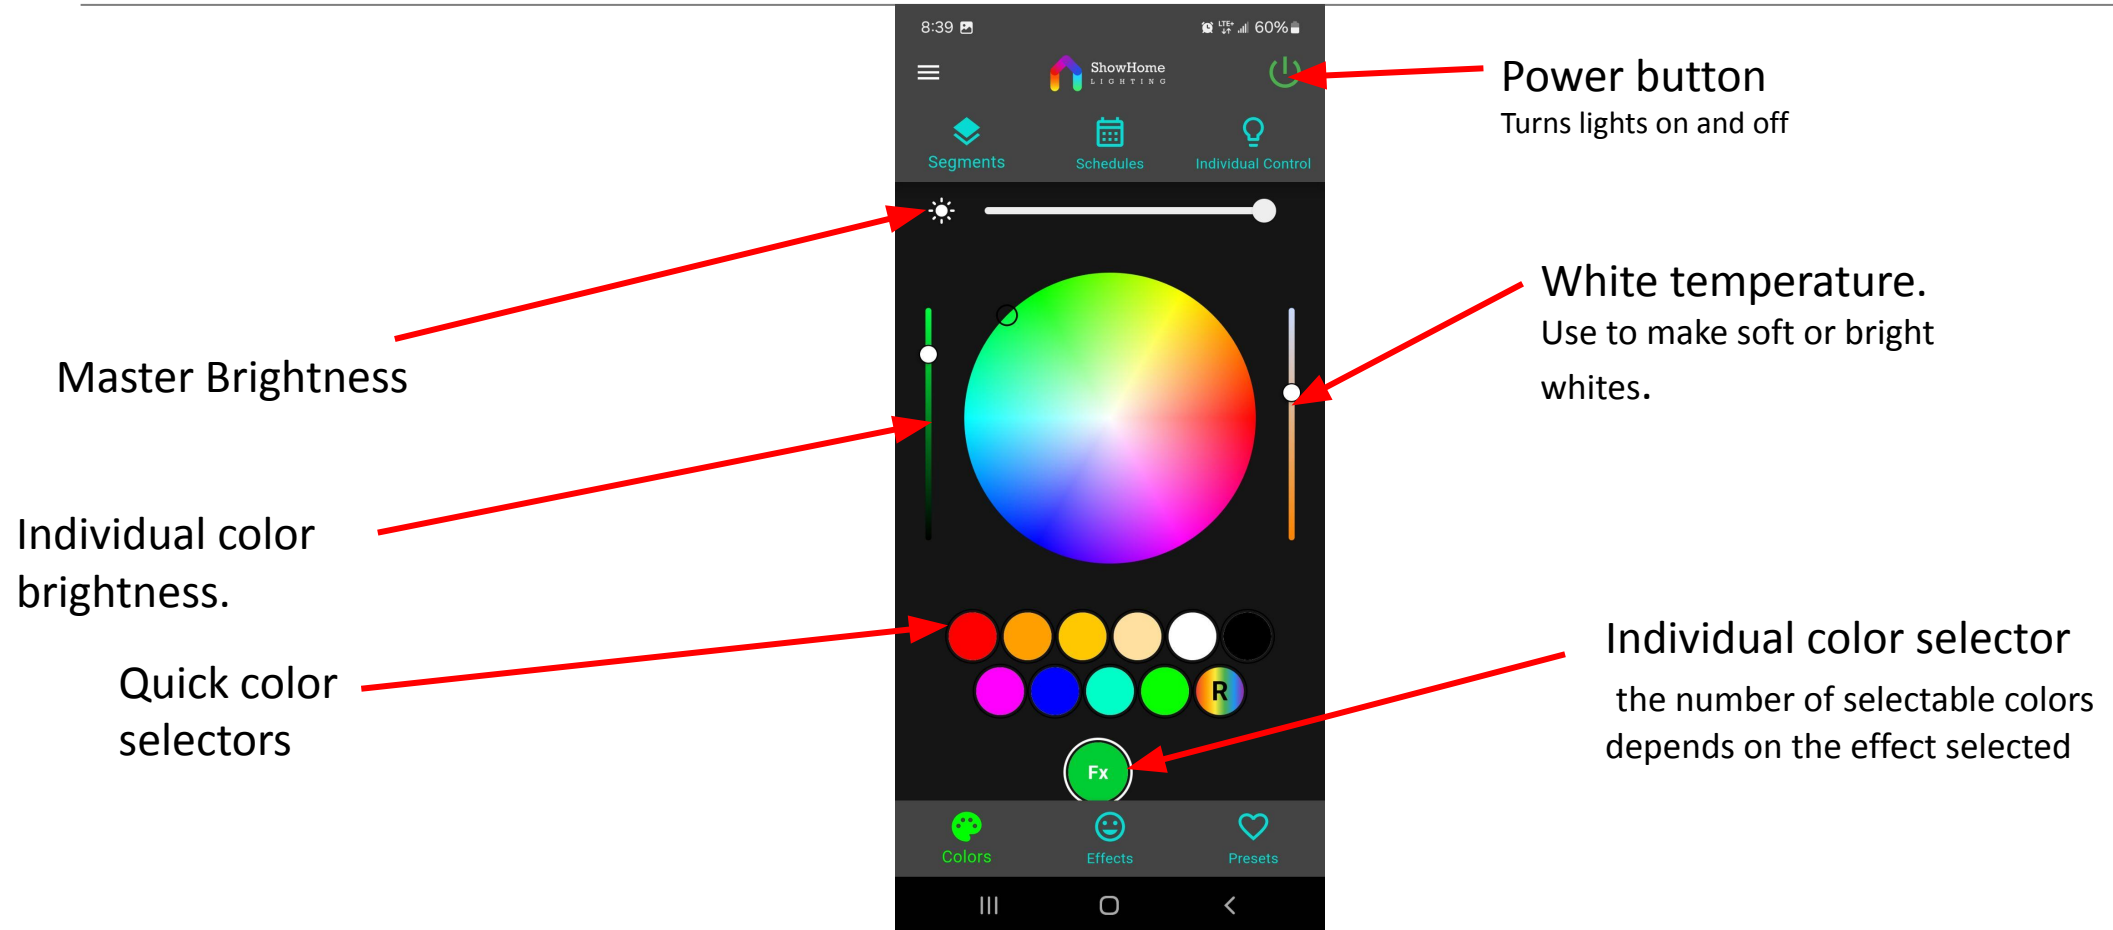 8:39
LTE+
60%
ShowHome
LIGHTING
Segments
Schedules
Individual Control
Power button
Turns lights on and off
White temperature.
Use to make soft or bright
whites.
Master Brightness
Individual color
brightness.
Quick color
selectors
R
Individual color selector
the number of selectable colors
depends on the effect selected
Fx
Colors
Effects
Presets